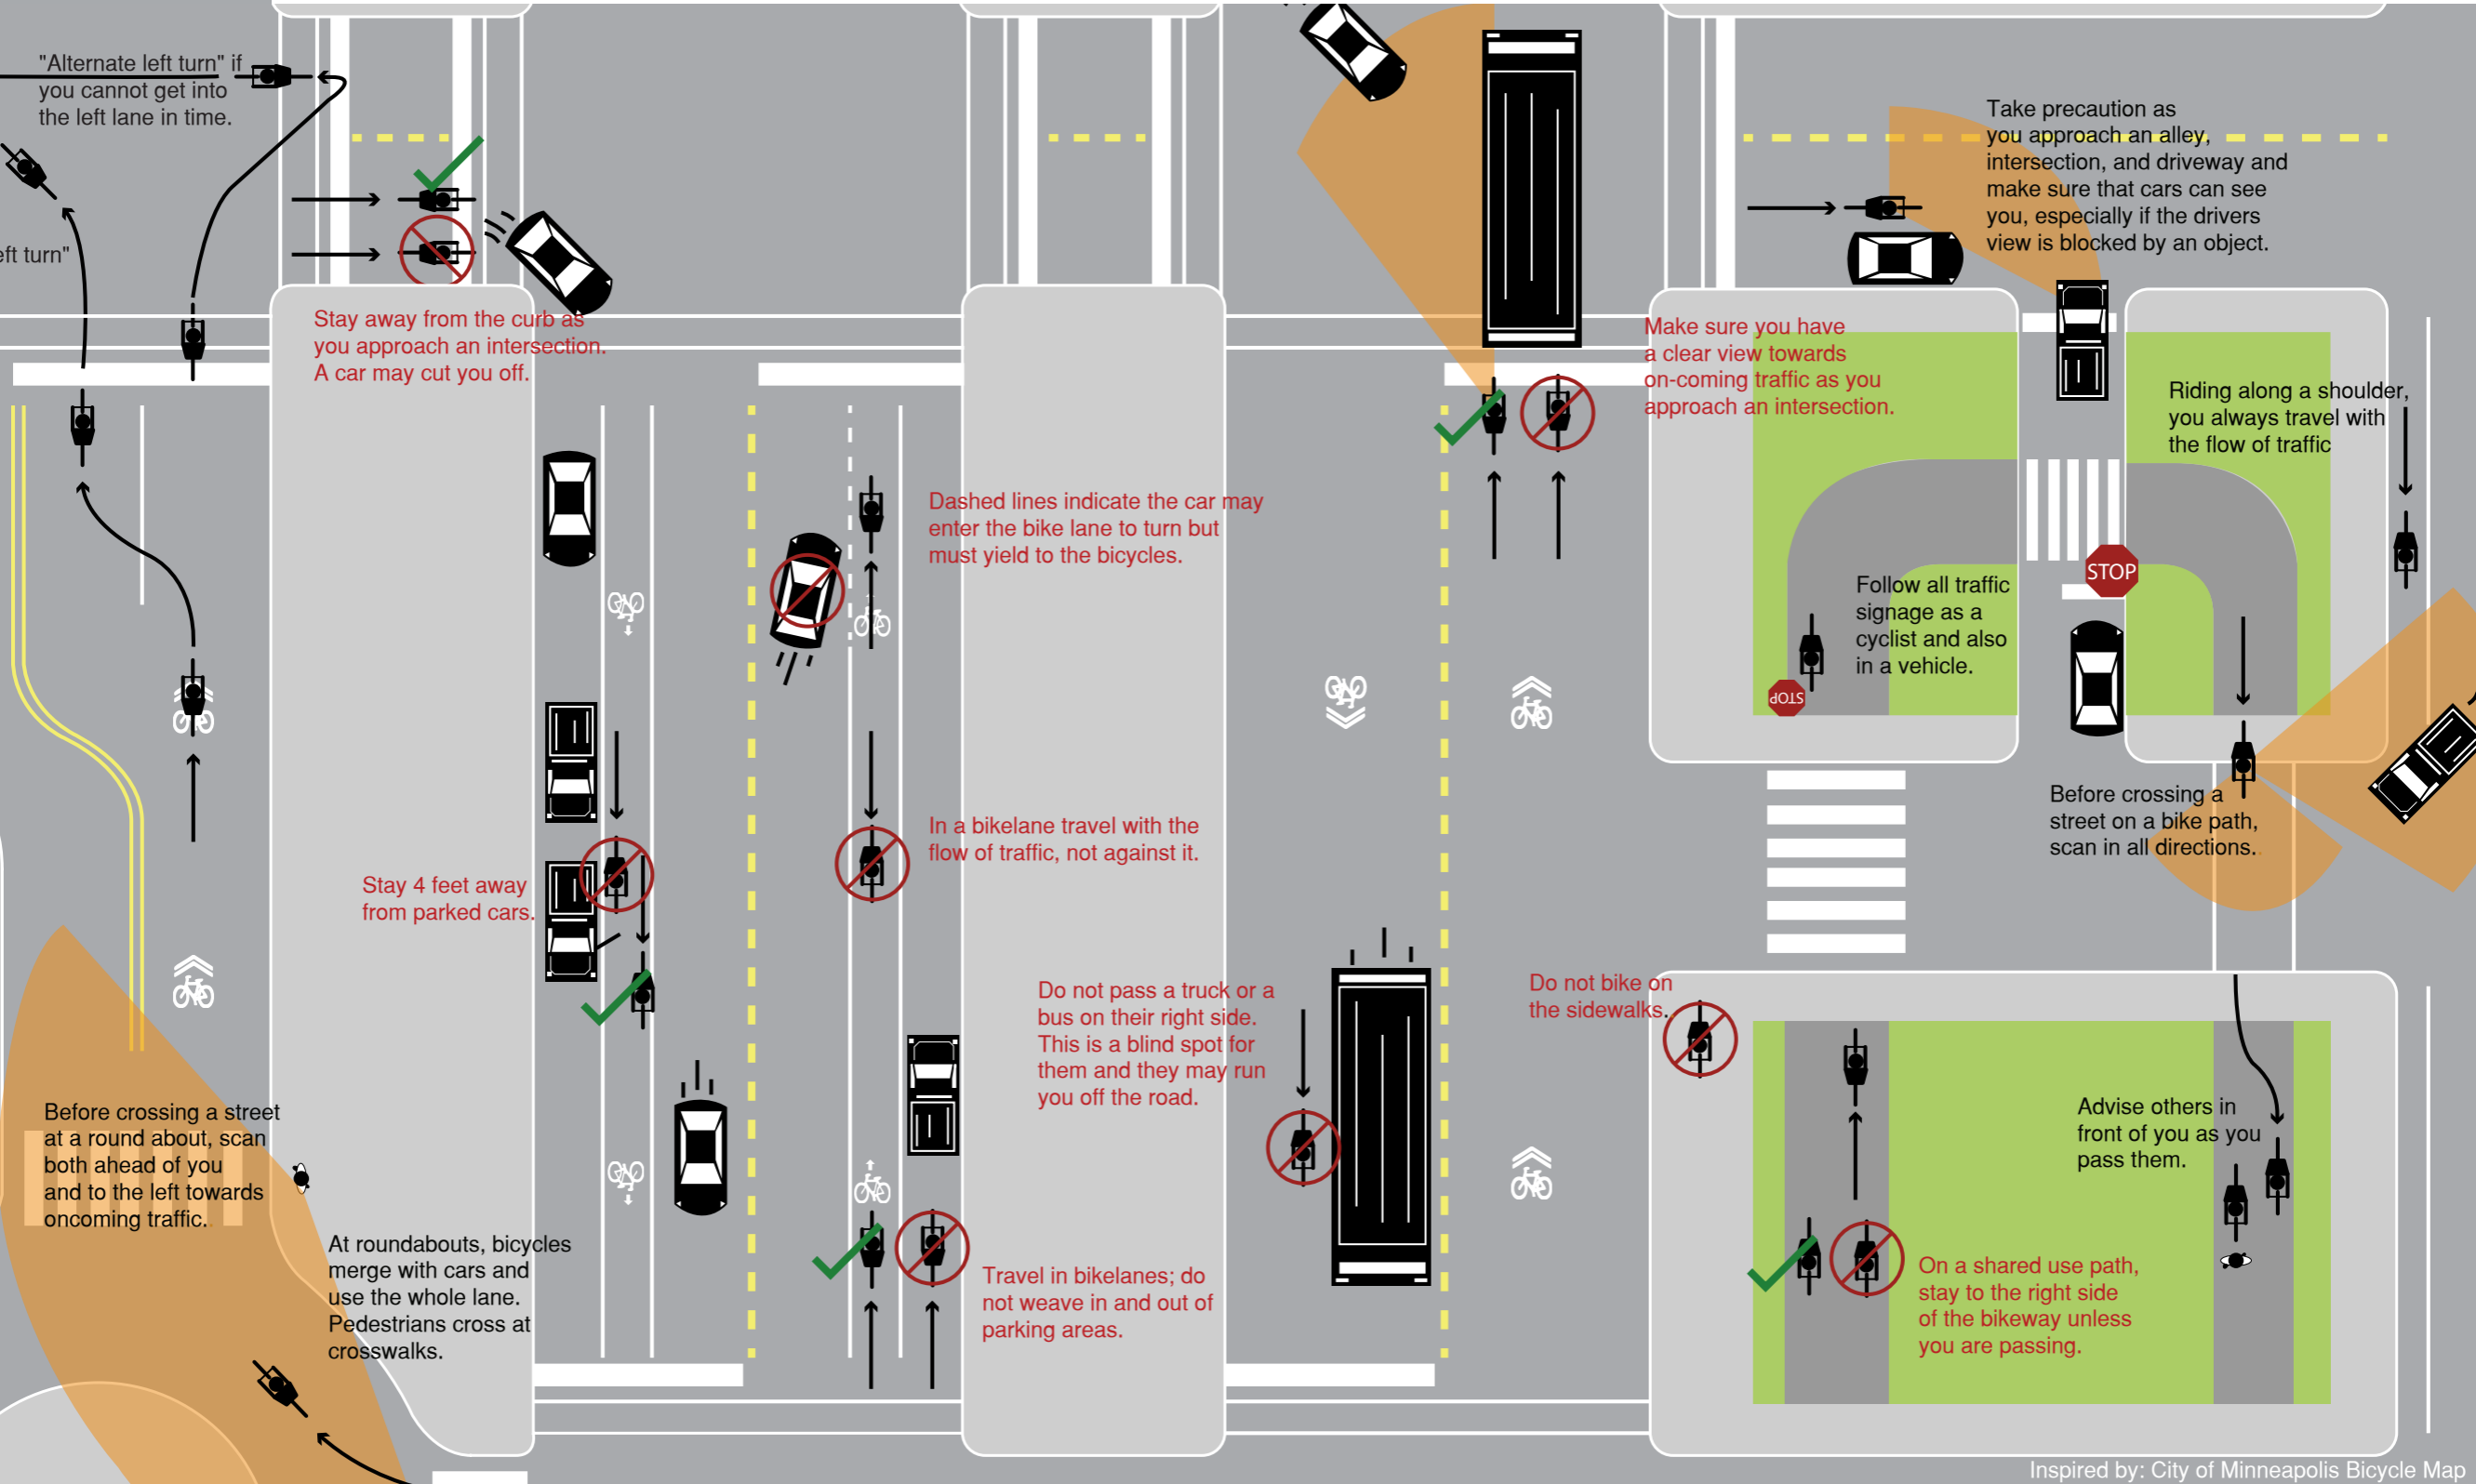 "Alternate left turn" if
you cannot get into
the left lane in time.
left turn"
Stay away from the curb as
you approach an intersection.
A car may cut you off.
Dashed lines indicate the car may
enter the bike lane to turn but
must yield to the bicycles.
In a bikelane travel with the
flow of traffic, not against it.
Stay 4 feet away
from parked cars.
Do not pass a truck or a
bus on their right side.
This is a blind spot for
them and they may run
you off the road.
Travel in bikelanes; do
not weave in and out of
parking areas.
Before crossing a street
at a round about, scan
both ahead of you
and to the left towards
oncoming traffic.
At roundabouts, bicycles
merge with cars and
use the whole lane.
Pedestrians cross at
crosswalks.
Make sure you have
a clear view towards
on-coming traffic as you
approach an intersection.
Take precaution as
you approach an alley,
intersection, and driveway and
make sure that cars can see
you, especially if the drivers
view is blocked by an object.
Riding along a shoulder,
you always travel with
the flow of traffic
STOP
Follow all traffic
signage as a
cyclist and also
in a vehicle.
STOP
Before crossing a
street on a bike path,
scan in all directions.
Do not bike on
the sidewalks.
Advise others in
front of you as you
pass them.
On a shared use path,
stay to the right side
of the bikeway unless
you are passing.
Inspired by: City of Minneapolis Bicycle Map